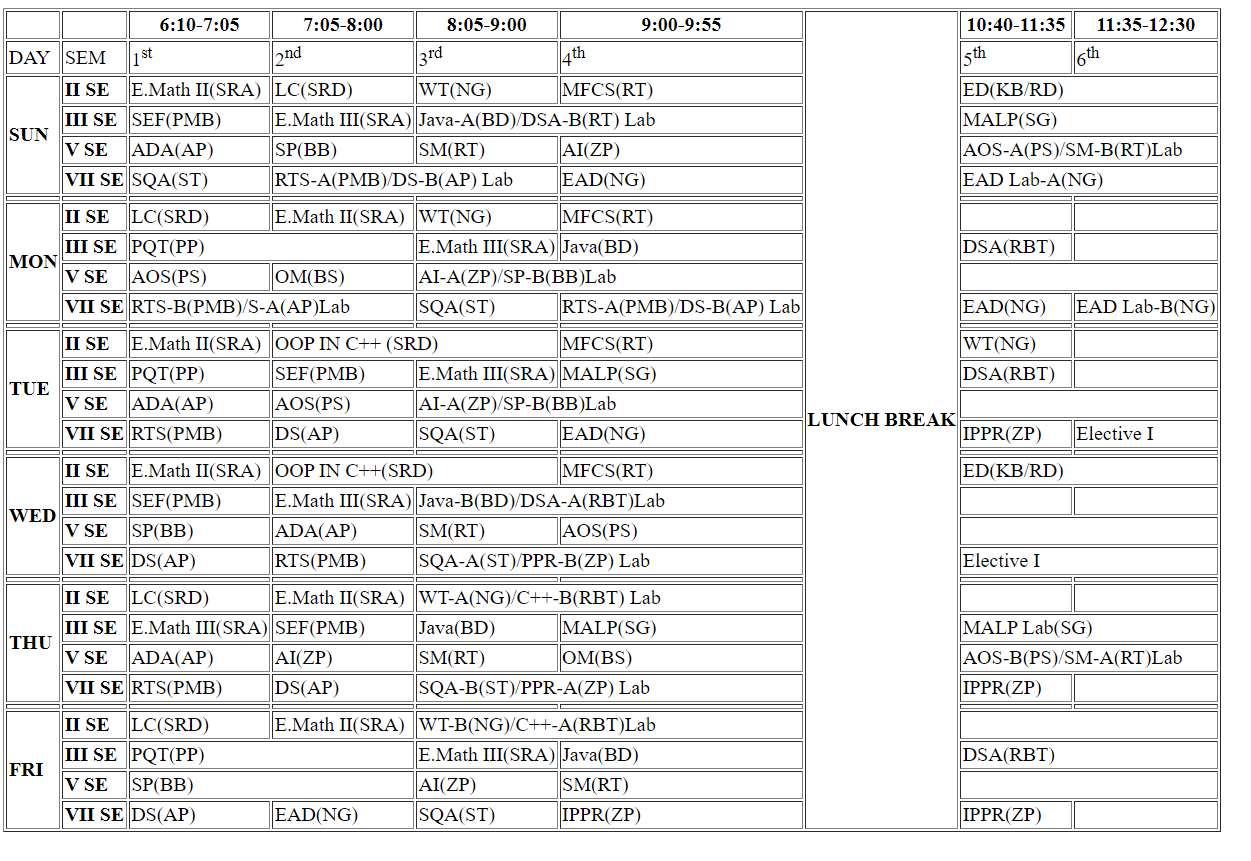 6:10-7:05 7:05-8:00 8:05-9:00 9:00-9:55 10:40-11:35 11:35-12:30
DAY SEM 1st 2nd 3rd 4th 5th 6th
SUN
II SE E.Math II(SRA) LC(SRD) WT(NG) MFCS(RT) ED(KB/RD)
III SE SEF(PMB) E.Math III(SRA) Java-A(BD)/DSA-B(RT) Lab MALP(SG)
V SE ADA(AP) SP(BB) SM(RT) AI(ZP) AOS-A(PS)/SM-B(RT)Lab
VII SE SQA(ST) RTS-A(PMB)/DS-B(AP) Lab EAD(NG) EAD Lab-A(NG)
MON
II SE LC(SRD) E.Math II(SRA) WT(NG) MFCS(RT)
III SE PQT(PP) E.Math III(SRA) Java(BD) DSA(RBT)
V SE AOS(PS) OM(BS) AI-A(ZP)/SP-B(BB)Lab
VII SE RTS-B(PMB)/S-A(AP)Lab SQA(ST) RTS-A(PMB)/DS-B(AP) Lab EAD(NG) EAD Lab-B(NG)
TUE
II SE E.Math II(SRA) OOP IN C++ (SRD) MFCS(RT) WT(NG)
III SE PQT(PP) SEF(PMB) E.Math III(SRA) MALP(SG) DSA(RBT)
V SE ADA(AP) AOS(PS) AI-A(ZP)/SP-B(BB)Lab
LUNCH BREAK
VII SE RTS(PMB) DS(AP) SQA(ST) EAD(NG) IPPR(ZP) Elective I
WED
II SE E.Math II(SRA) OOP IN C++(SRD) MFCS(RT) ED(KB/RD)
III SE SEF(PMB) E.Math III(SRA) Java-B(BD)/DSA-A(RBT)Lab
V SE SP(BB) ADA(AP) SM(RT) AOS(PS)
VII SE DS(AP) RTS(PMB) SQA-A(ST)/PPR-B(ZP) Lab Elective I
THU
II SE LC(SRD) E.Math II(SRA) WT-A(NG)/C++-B(RBT) Lab
III SE E.Math III(SRA) SEF(PMB) Java(BD) MALP(SG) MALP Lab(SG)
V SE ADA(AP) AI(ZP) SM(RT) OM(BS) AOS-B(PS)/SM-A(RT)Lab
VII SE RTS(PMB) DS(AP) SQA-B(ST)/PPR-A(ZP) Lab IPPR(ZP)
FRI
II SE LC(SRD) E.Math II(SRA) WT-B(NG)/C++-A(RBT)Lab
III SE PQT(PP) E.Math III(SRA) Java(BD) DSA(RBT)
V SE SP(BB) AI(ZP) SM(RT)
VII SE DS(AP) EAD(NG) SQA(ST) IPPR(ZP) IPPR(ZP)